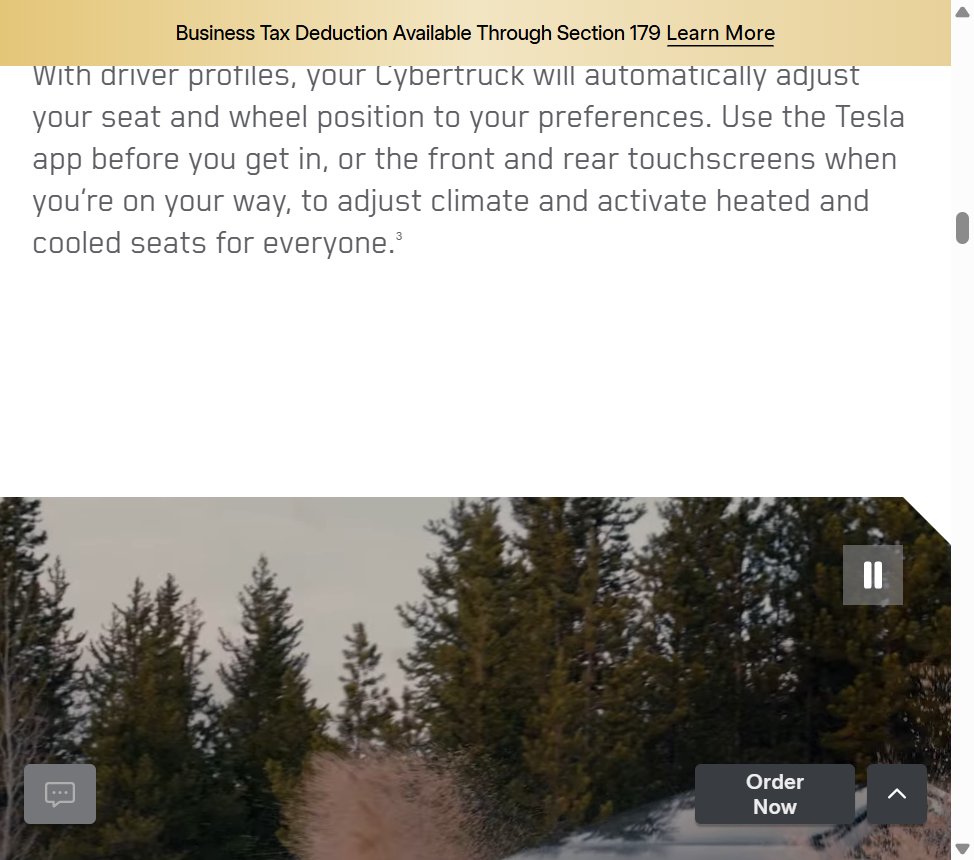 Business Tax Deduction Available Through Section 179 Learn More
With driver profiles, your Cybertruck will automatically adjust
your seat and wheel position to your preferences. Use the Tesla
app before you get in, or the front and rear touchscreens when
you’re on your way, to adjust climate and activate heated and
cooled seats for everyone.³
Order
Now